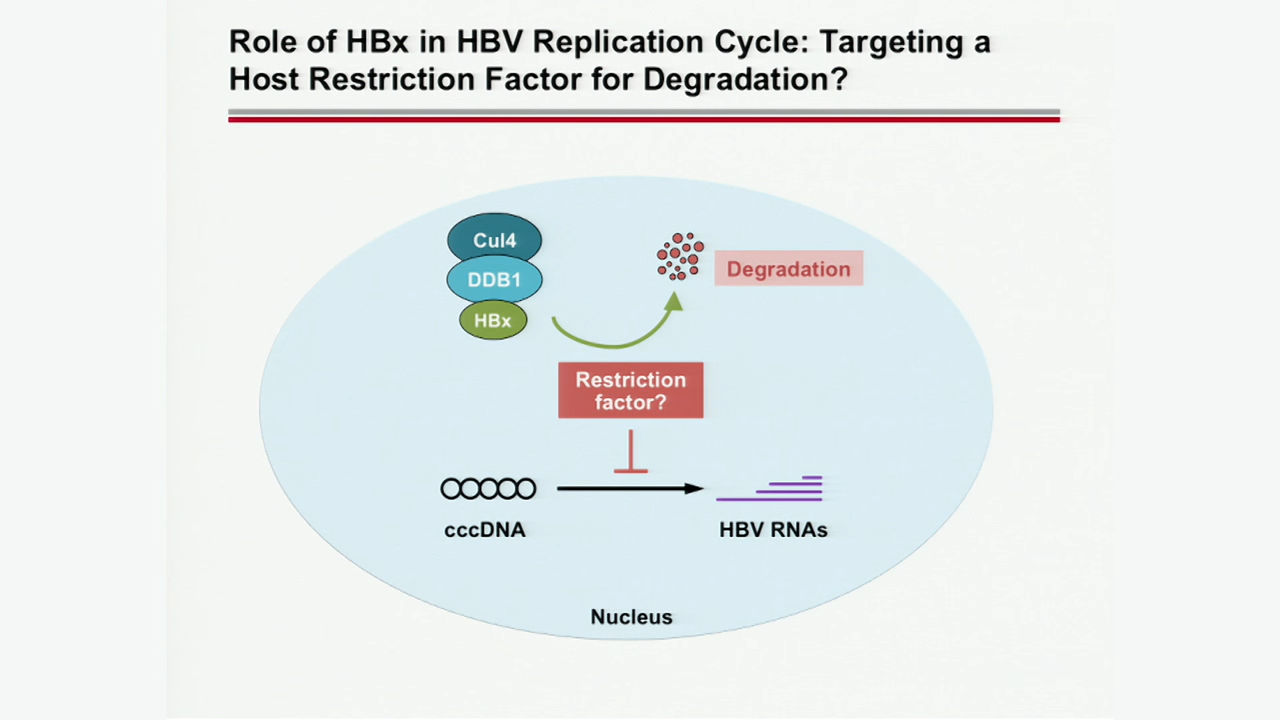 Role of HBx in HBV Replication Cycle: Targeting a
Host Restriction Factor for Degradation?
Cul4
DDB1
HBx
Degradation
Restriction
factor?
cccDNA
HBV RNAs
Nucleus